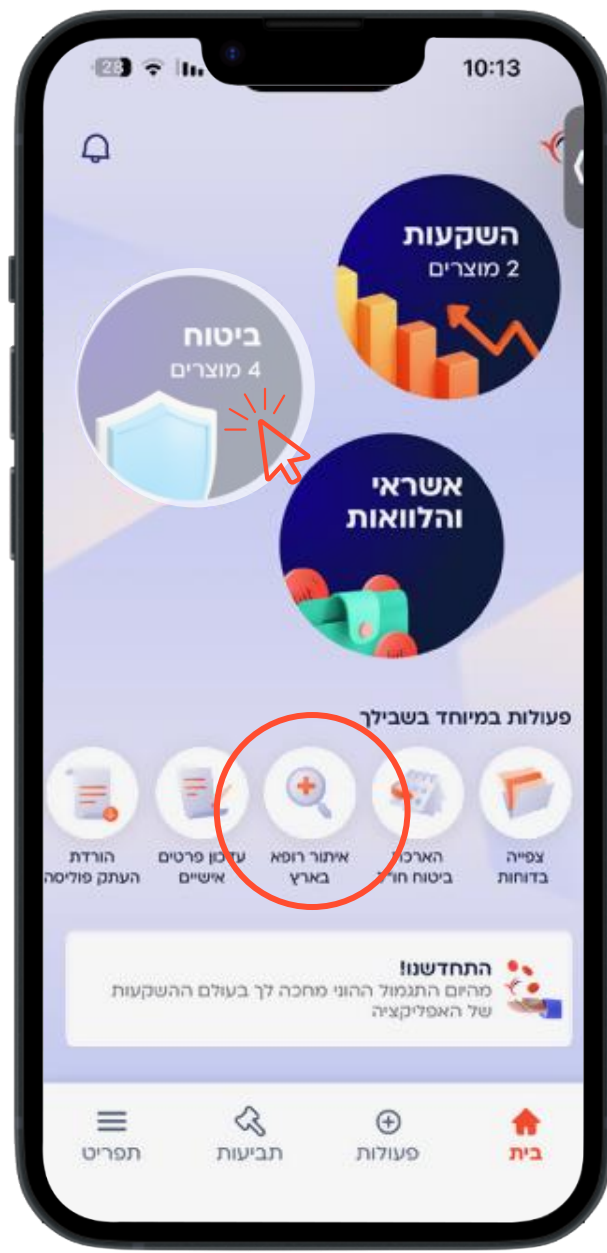 28
10:13
השקעות
2 מוצרים
ביטוח
4 מוצרים
אשראי
והלוואות
פעולות במיוחד בשבילך
צפייה
בדוחות
הארכת
ביטוח חו"ל
איתור רופא
בארץ
עדכון פרטים
אישיים
הורדת
העתק פוליסה
התחדשנו!
מהיום התגמול ההוני מחכה לך בעולם ההשקעות
של האפליקציה
בית
פעולות
תביעות
תפריט